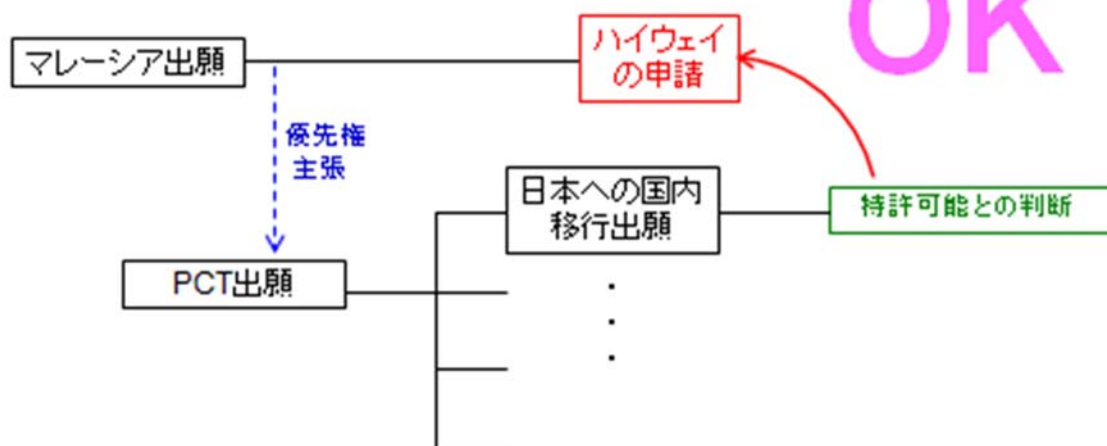 OK
マレーシア出願
ハイウェイ
の申請
優先権
主張
日本への国内
移行出願
特許可能との判断
PCT出願